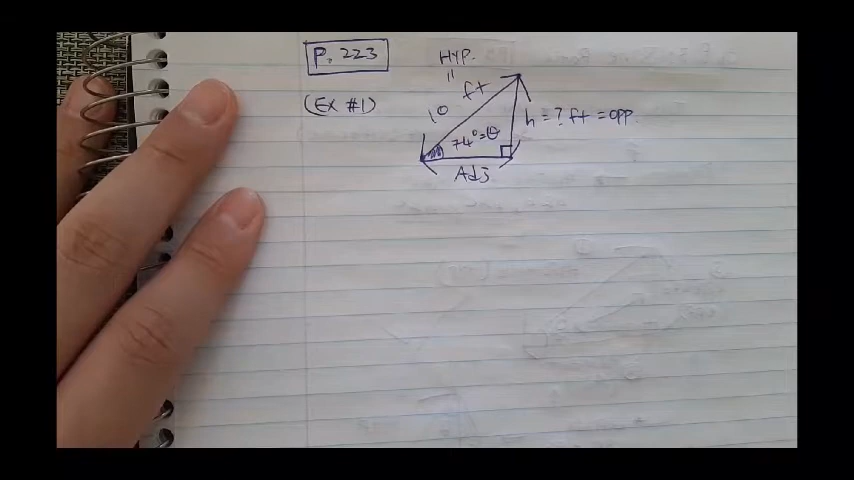 P. 223
HYP.
"
(EX #1)
10 ft
h = ? ft = opp.
74° = θ
Adj